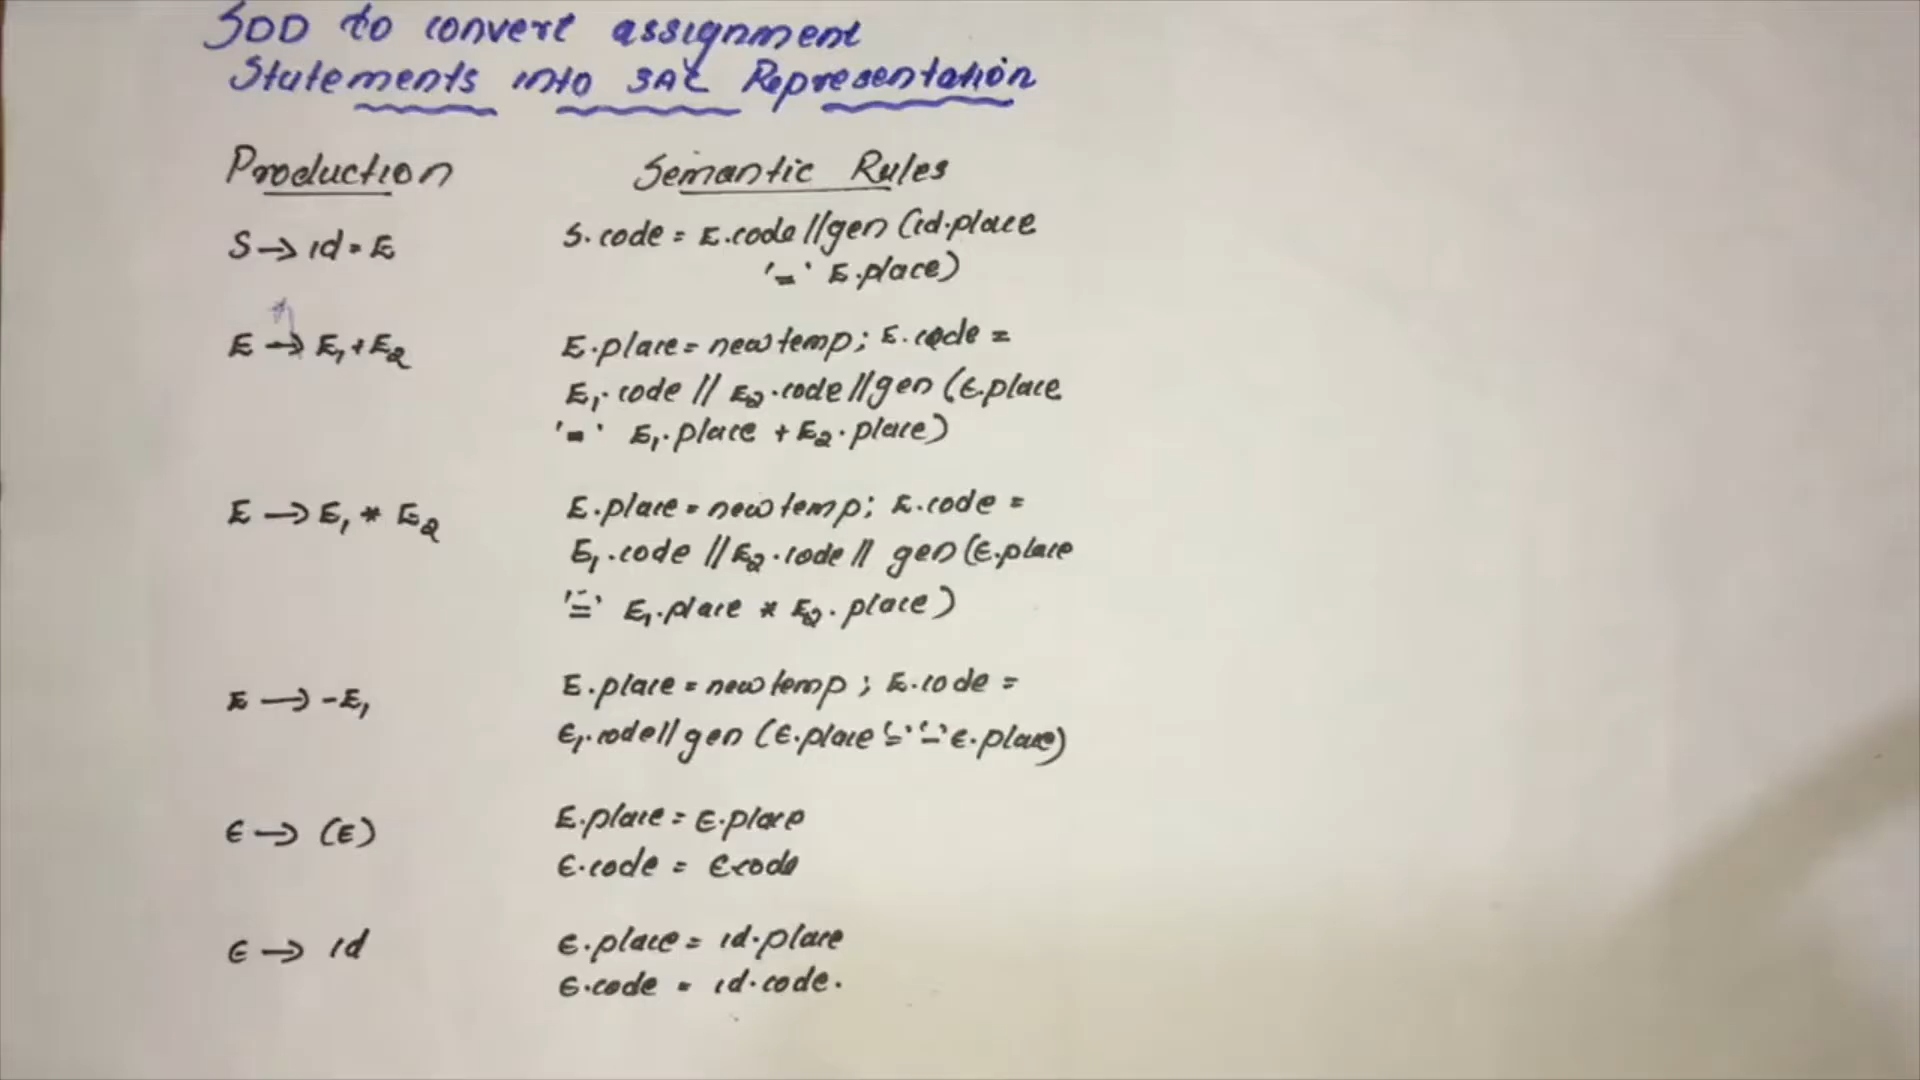 SDD to convert assignment
Statements into 3AC Representation
Production Semantic Rules
S → id = E S.code = E.code // gen (id.place
'=' E.place)
E → E₁ + E₂ E.place = newtemp; E.code =
E₁.code // E₂.code // gen (E.place
'=' E₁.place + E₂.place)
E → E₁ * E₂ E.place = newtemp; E.code =
E₁.code // E₂.code // gen (E.place
'=' E₁.place * E₂.place)
E → -E₁ E.place = newtemp; E.code =
E₁.code // gen (E.place '=' '-' E.place)
E → (E) E.place = E.place
E.code = E.code
E → id E.place = id.place
E.code = id.code.